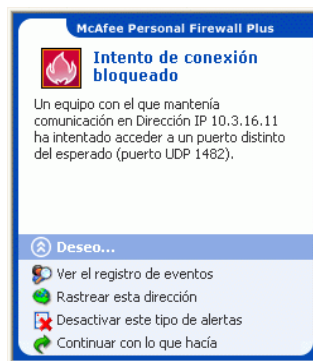 McAfee Personal Firewall Plus
Intento de conexión
bloqueado
Un equipo con el que mantenía
comunicación en Dirección IP 10.3.16.11
ha intentado acceder a un puerto distinto
del esperado (puerto UDP 1482).
Deseo...
Ver el registro de eventos
Rastrear esta dirección
Desactivar este tipo de alertas
Continuar con lo que hacía